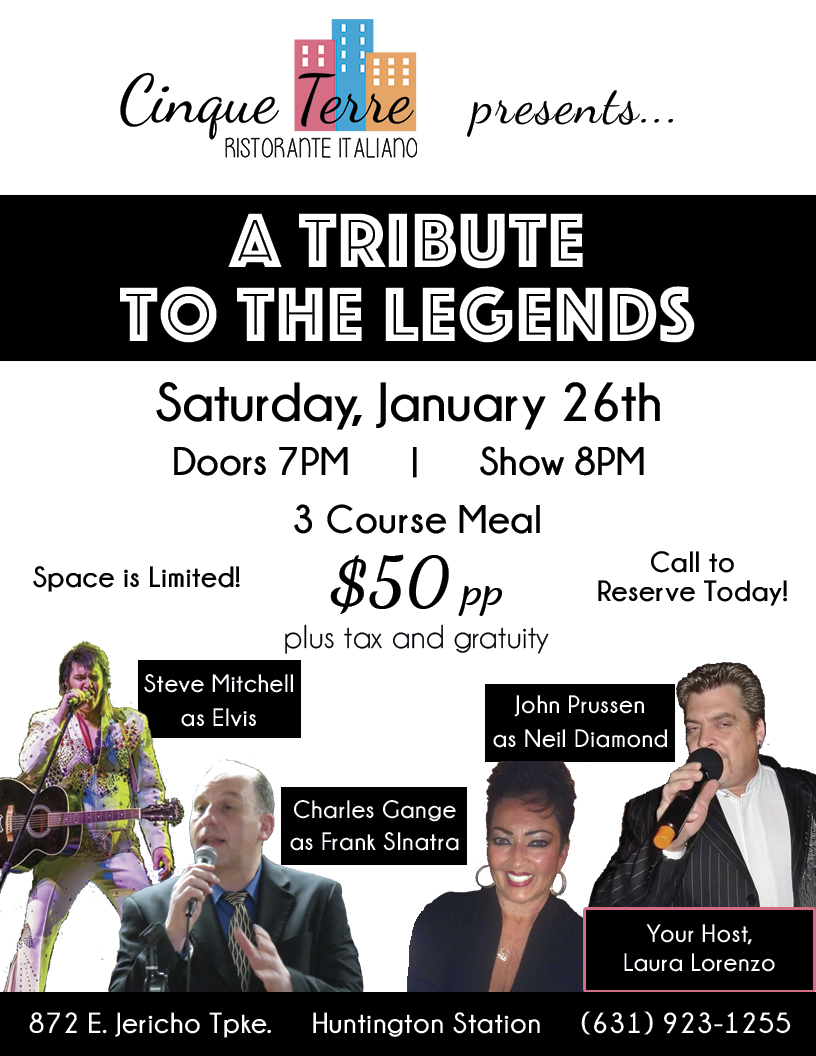 Cinque Terre
RISTORANTE ITALIANO
presents...
A TRIBUTE
TO THE LEGENDS
Saturday, January 26th
Doors 7PM | Show 8PM
3 Course Meal
Space is Limited!
$50 pp
plus tax and gratuity
Call to
Reserve Today!
Steve Mitchell
as Elvis
John Prussen
as Neil Diamond
Charles Gange
as Frank SInatra
Your Host,
Laura Lorenzo
872 E. Jericho Tpke. Huntington Station (631) 923-1255